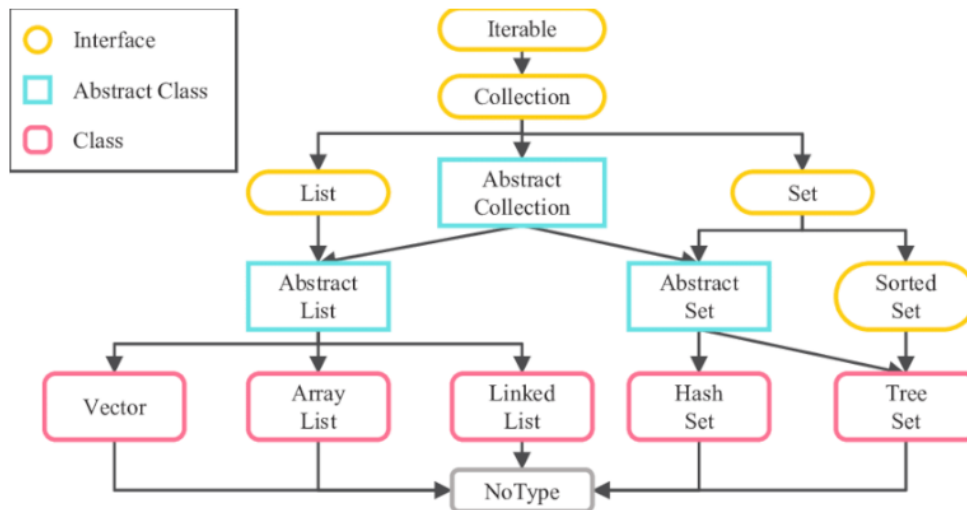 Interface
Abstract Class
Class
Iterable
Collection
List
Abstract
Collection
Set
Abstract
List
Abstract
Set
Sorted
Set
Vector
Array
List
Linked
List
Hash
Set
Tree
Set
NoType